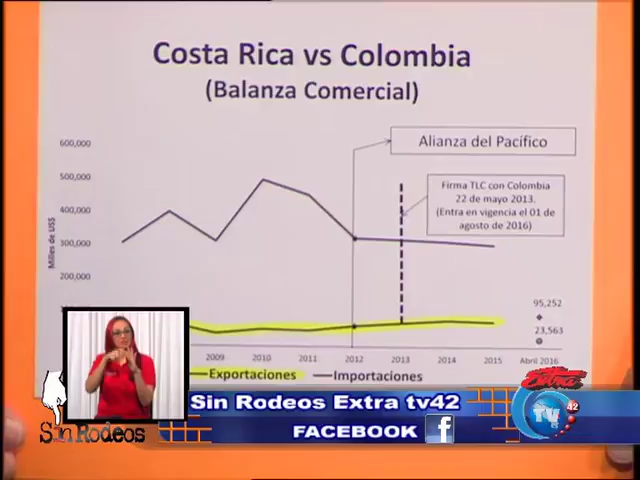 Costa Rica vs Colombia
(Balanza Comercial)
Alianza del Pacífico
Firma TLC con Colombia
22 de mayo 2013.
(Entra en vigencia el 01 de
agosto de 2016)
Milles de US$
600,000
500,000
400,000
300,000
200,000
95,252
23,563
2009 2010 2011 2012 2013 2014 2015 Abril 2016
Exportaciones Importaciones
Sin Rodeos Extra tv42
FACEBOOK f
Sin Rodeos
Extra
TV 42